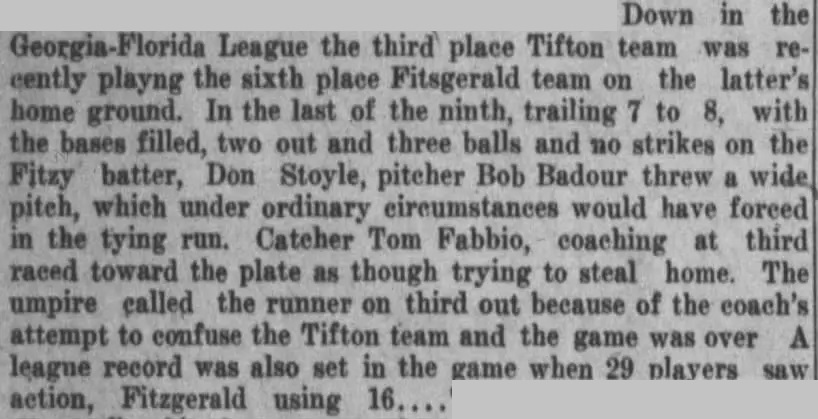 Down in the
Georgia-Florida League the third place Tifton team was re-
cently playng the sixth place Fitsgerald team on the latter's
home ground. In the last of the ninth, trailing 7 to 8, with
the bases filled, two out and three balls and no strikes on the
Fitzy batter, Don Stoyle, pitcher Bob Badour threw a wide
pitch, which under ordinary circumstances would have forced
in the tying run. Catcher Tom Fabbio, coaching at third
raced toward the plate as though trying to steal home. The
umpire called the runner on third out because of the coach's
attempt to confuse the Tifton team and the game was over A
league record was also set in the game when 29 players saw
action, Fitzgerald using 16....